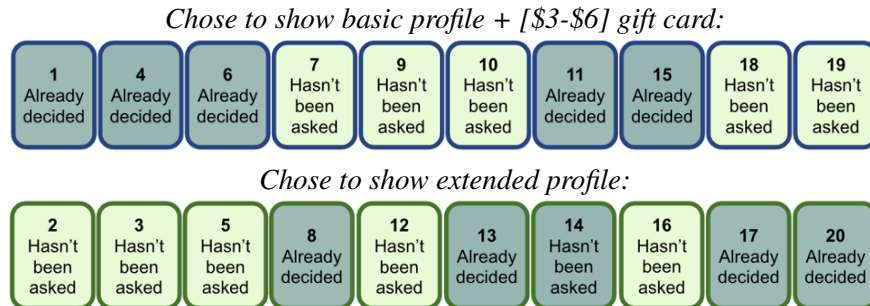 Chose to show basic profile + [$3-$6] gift card:
1 4 6 7 9 10 11 15 18 19
Already decided Already decided Already decided Hasn't been asked Hasn't been asked Hasn't been asked Already decided Already decided Hasn't been asked Hasn't been asked
Chose to show extended profile:
2 3 5 8 12 13 14 16 17 20
Hasn't been asked Hasn't been asked Hasn't been asked Already decided Hasn't been asked Already decided Hasn't been asked Hasn't been asked Already decided Already decided